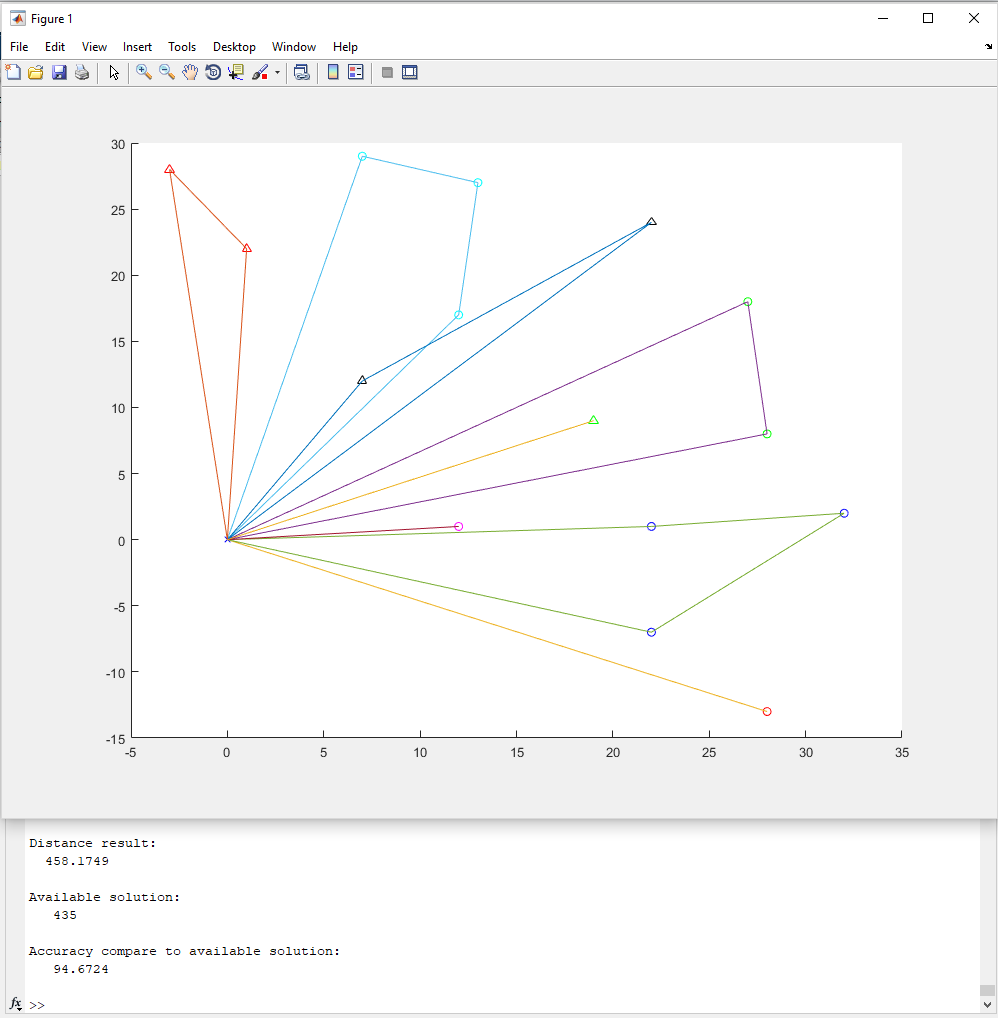 Figure 1
File Edit View Insert Tools Desktop Window Help
30
25
20
15
10
5
0
-5
-10
-15
-5 0 5 10 15 20 25 30 35
Distance result:
458.1749
Available solution:
435
Accuracy compare to available solution:
94.6724
fx >>